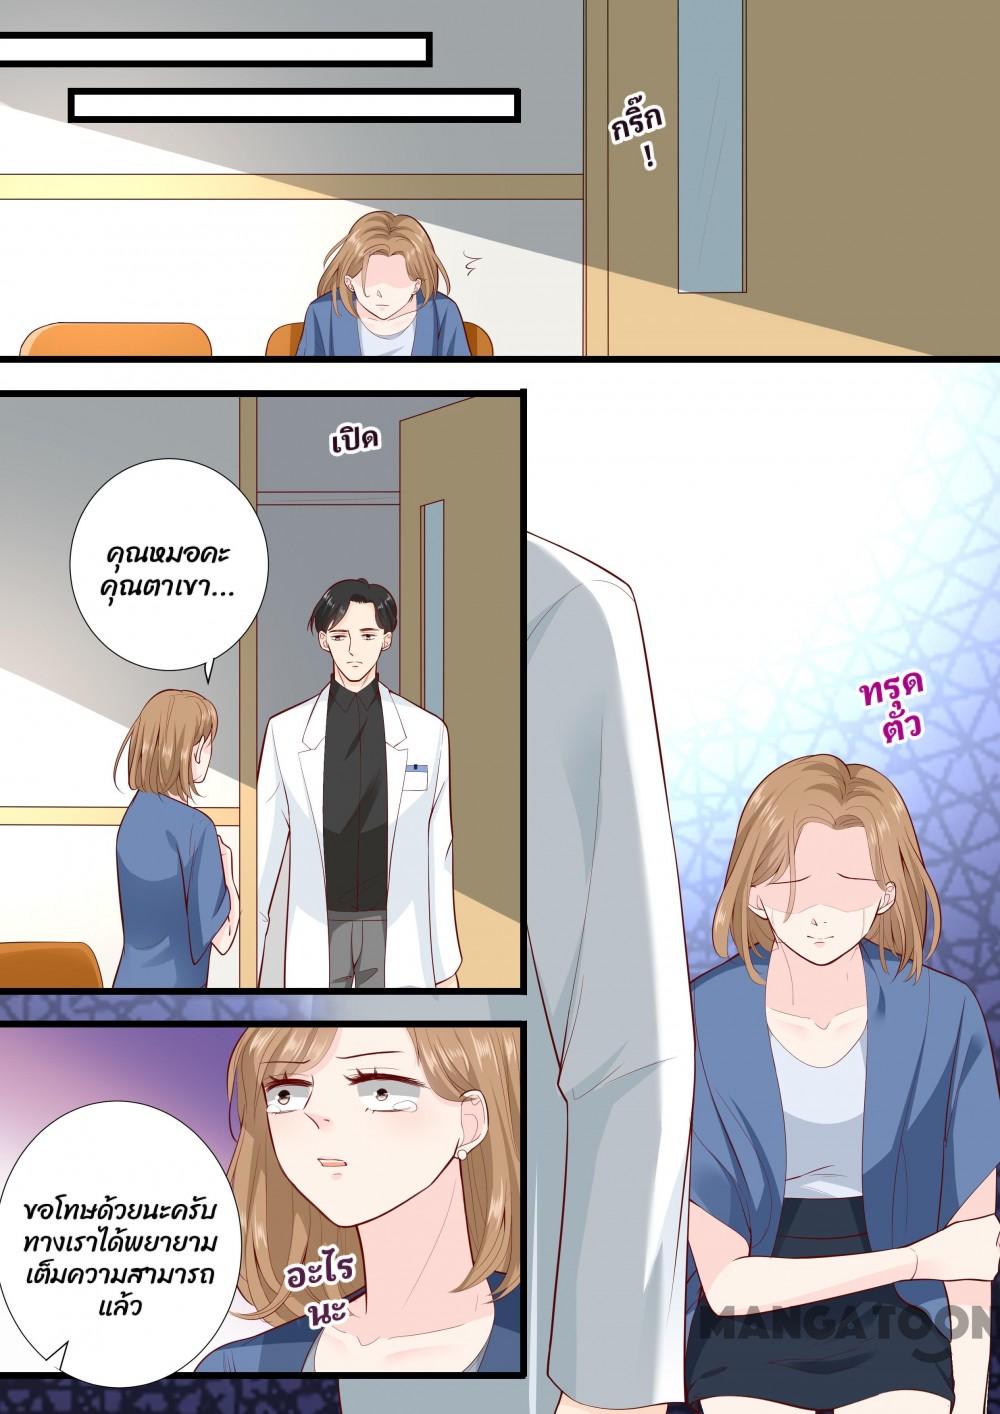 กริ๊ก
!
เปิด
คุณหมอคะ
คุณตาเขา...
ทรุด
ตัว
ขอโทษด้วยนะครับ
ทางเราได้พยายาม
เต็มความสามารถ
แล้ว
อะไร
นะ
MANGATOON